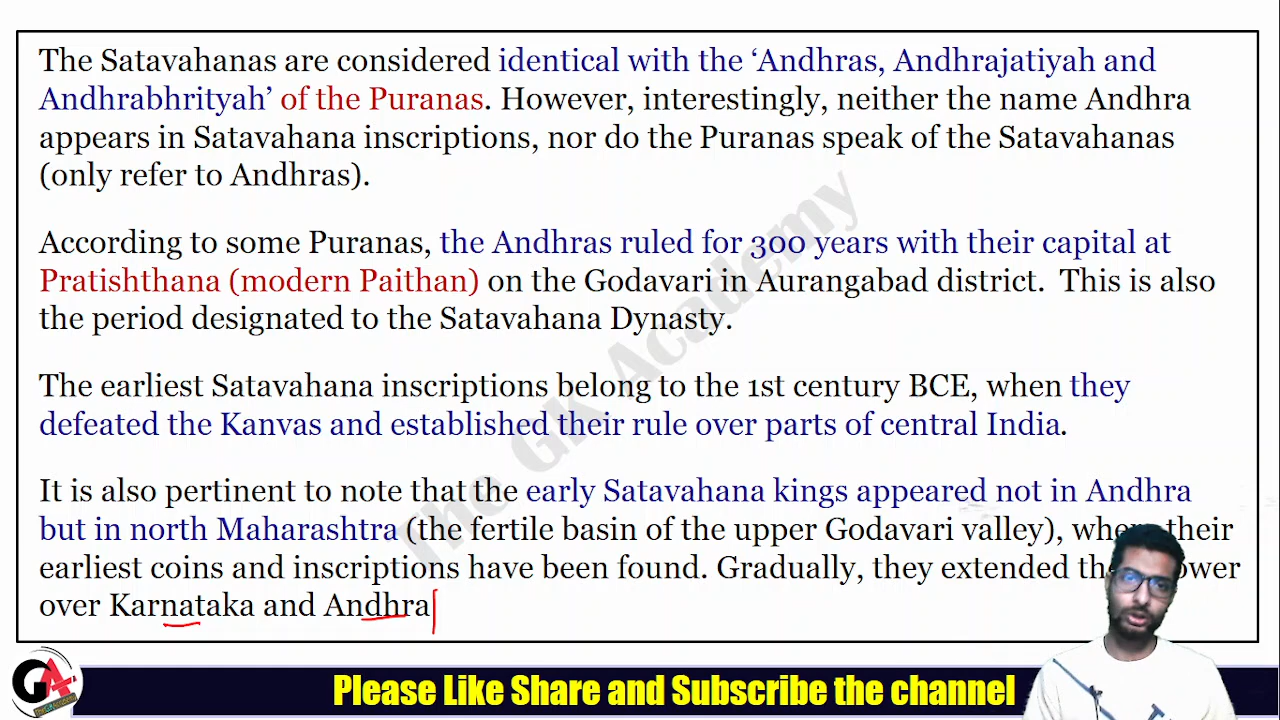 The Satavahanas are considered identical with the ‘Andhras, Andhrajatiyah and
Andhrabhrityah’ of the Puranas. However, interestingly, neither the name Andhra
appears in Satavahana inscriptions, nor do the Puranas speak of the Satavahanas
(only refer to Andhras).
According to some Puranas, the Andhras ruled for 300 years with their capital at
Pratishthana (modern Paithan) on the Godavari in Aurangabad district. This is also
the period designated to the Satavahana Dynasty.
The earliest Satavahana inscriptions belong to the 1st century BCE, when they
defeated the Kanvas and established their rule over parts of central India.
It is also pertinent to note that the early Satavahana kings appeared not in Andhra
but in north Maharashtra (the fertile basin of the upper Godavari valley), their
earliest coins and inscriptions have been found. Gradually, they extended
over Karnataka and Andhra
The GK Academy
GA
Please Like Share and Subscribe the channel